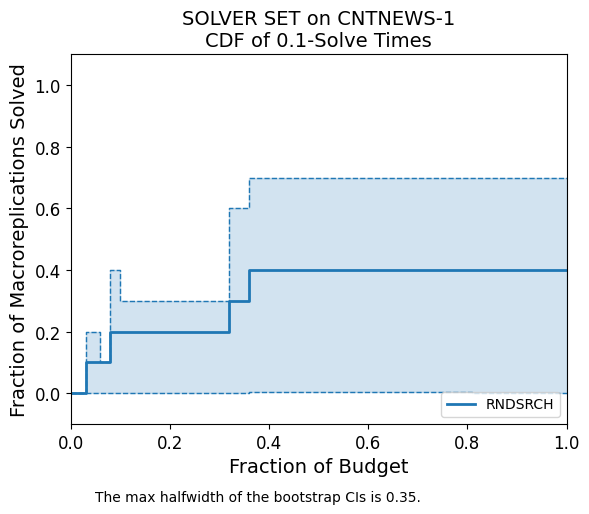 SOLVER SET on CNTNEWS-1
CDF of 0.1-Solve Times
Fraction of Macroreplications Solved
1.0
0.8
0.6
0.4
0.2
0.0
RNDSRCH
0.0 0.2 0.4 0.6 0.8 1.0
Fraction of Budget
The max halfwidth of the bootstrap CIs is 0.35.